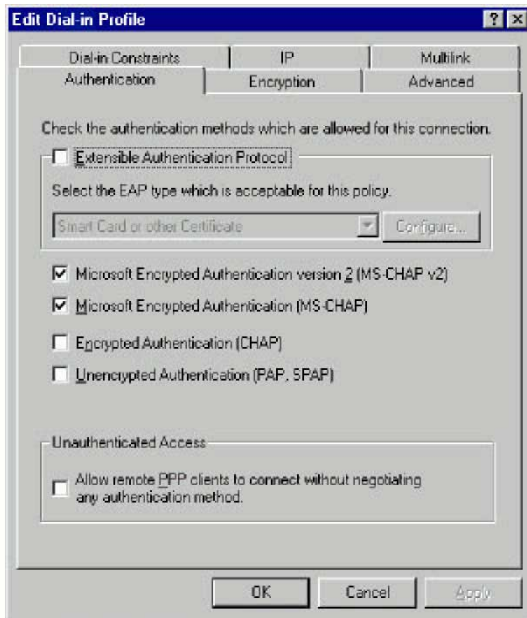 Edit Dial-in Profile
Dial-in Constraints
IP
Multilink
Authentication
Encryption
Advanced
Check the authentication methods which are allowed for this connection.
Extensible Authentication Protocol
Select the EAP type which is acceptable for this policy.
Smart Card or other Certificate
Configure...
Microsoft Encrypted Authentication version 2 (MS-CHAP v2)
Microsoft Encrypted Authentication (MS-CHAP)
Encrypted Authentication (CHAP)
Unencrypted Authentication (PAP, SPAP)
Unauthenticated Access
Allow remote PPP clients to connect without negotiating
any authentication method.
OK
Cancel
Apply